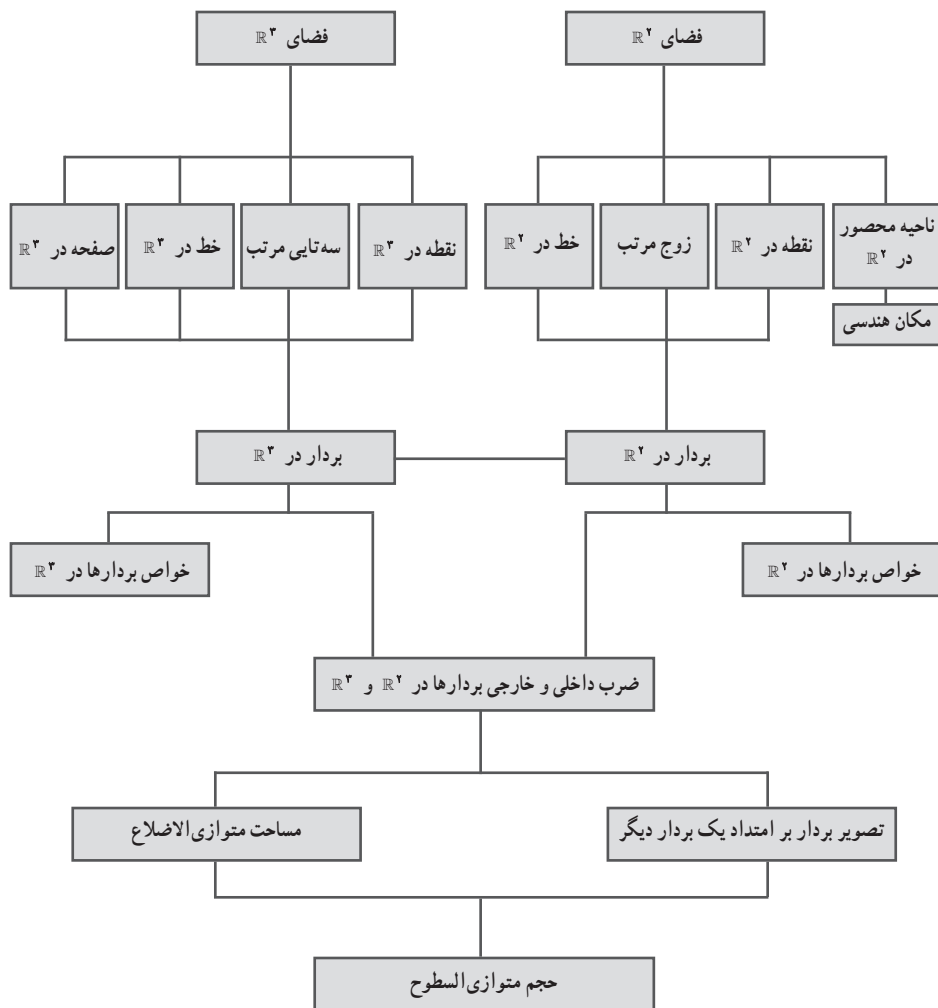 فضای ℝ۲
فضای ℝ۳
ناحیه محصور
در ℝ۲
نقطه در ℝ۲
زوج مرتب
خط در ℝ۲
نقطه در ℝ۳
سه‌تایی مرتب
خط در ℝ۳
صفحه در ℝ۳
مکان هندسی
بردار در ℝ۲
بردار در ℝ۳
خواص بردارها در ℝ۲
خواص بردارها در ℝ۳
ضرب داخلی و خارجی بردارها در ℝ۲ و ℝ۳
تصویر بردار بر امتداد یک بردار دیگر
مساحت متوازی‌الاضلاع
حجم متوازی‌السطوح